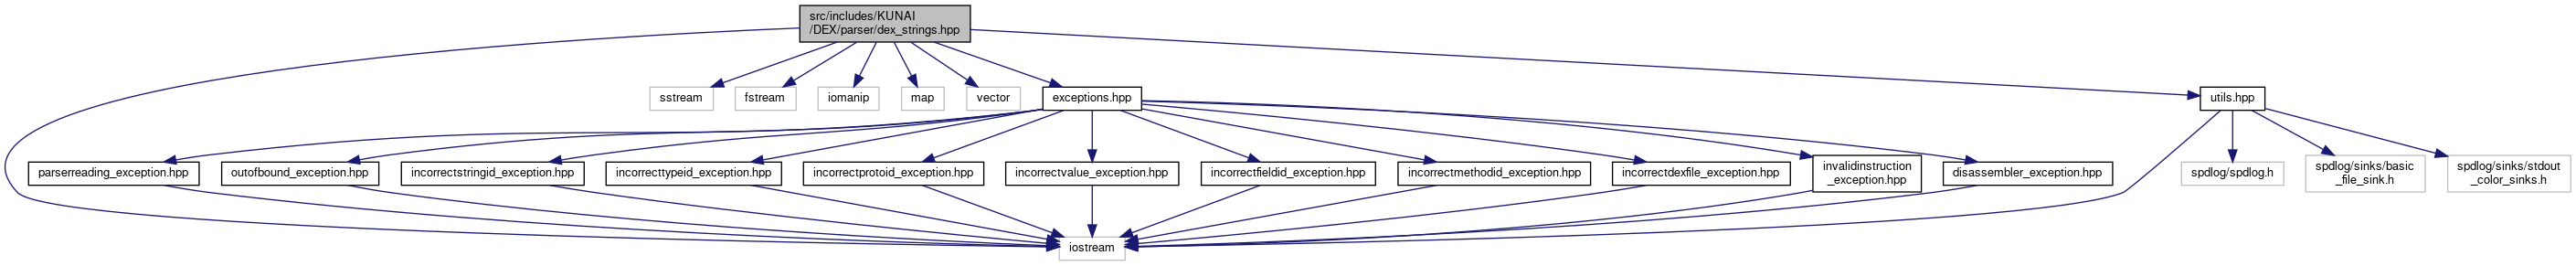 src/includes/KUNAI
/DEX/parser/dex_strings.hpp
sstream
fstream
iomanip
map
vector
exceptions.hpp
utils.hpp
parserreading_exception.hpp
outofbound_exception.hpp
incorrectstringid_exception.hpp
incorrecttypeid_exception.hpp
incorrectprotoid_exception.hpp
incorrectvalue_exception.hpp
incorrectfieldid_exception.hpp
incorrectmethodid_exception.hpp
incorrectdexfile_exception.hpp
invalidinstruction
_exception.hpp
disassembler_exception.hpp
spdlog/spdlog.h
spdlog/sinks/basic
_file_sink.h
spdlog/sinks/stdout
_color_sinks.h
iostream